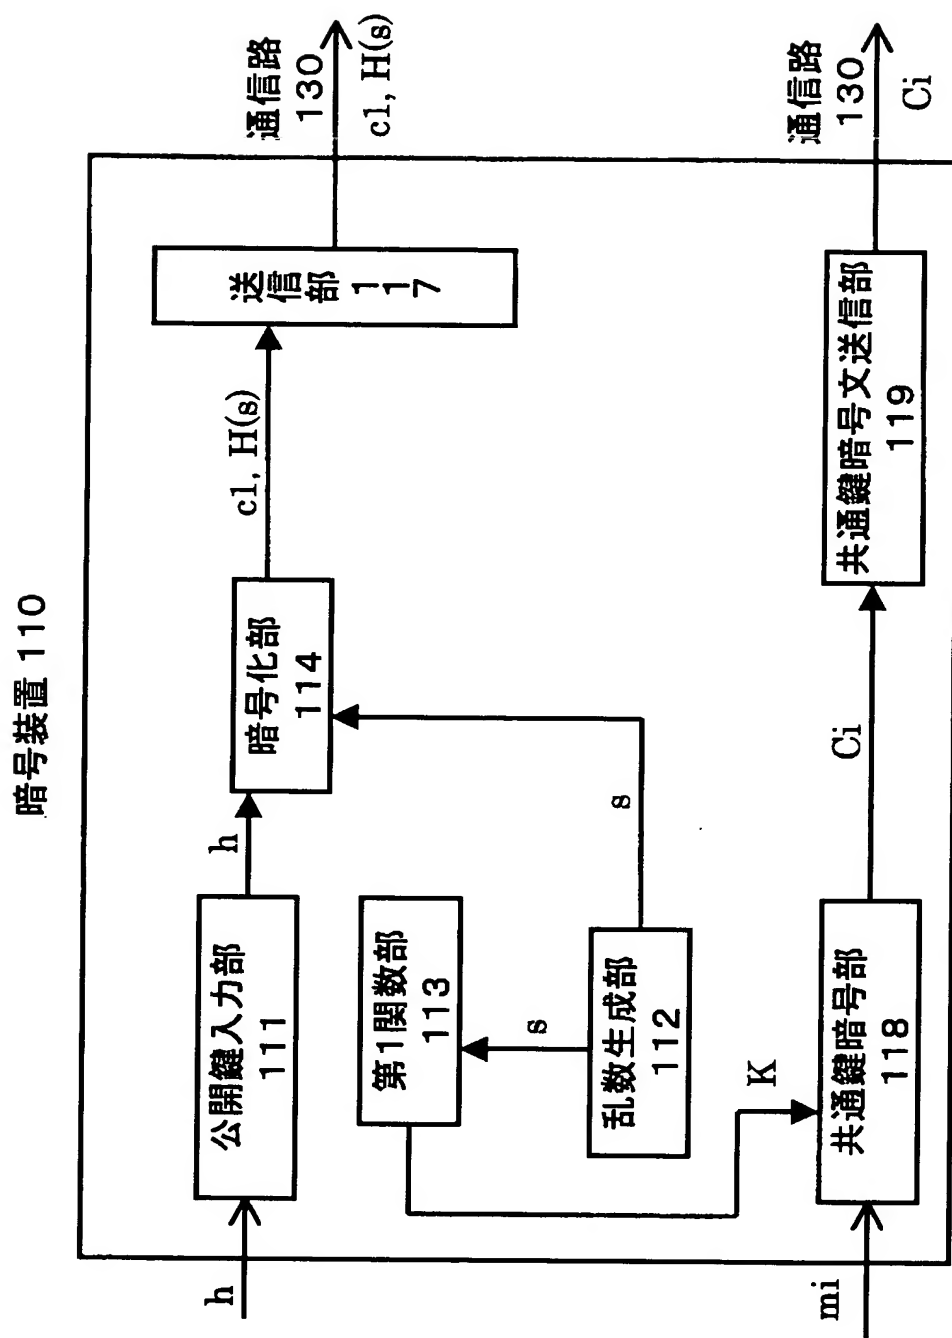 暗号装置 110
h
公開鍵入力部
111
h
暗号化部
114
c1, H(s)
送信部
117
通信路
130
c1, H(s)
第1関数部
113
s
乱数生成部
112
s
K
mi
共通鍵暗号部
118
Ci
共通鍵暗号文送信部
119
通信路
130
Ci